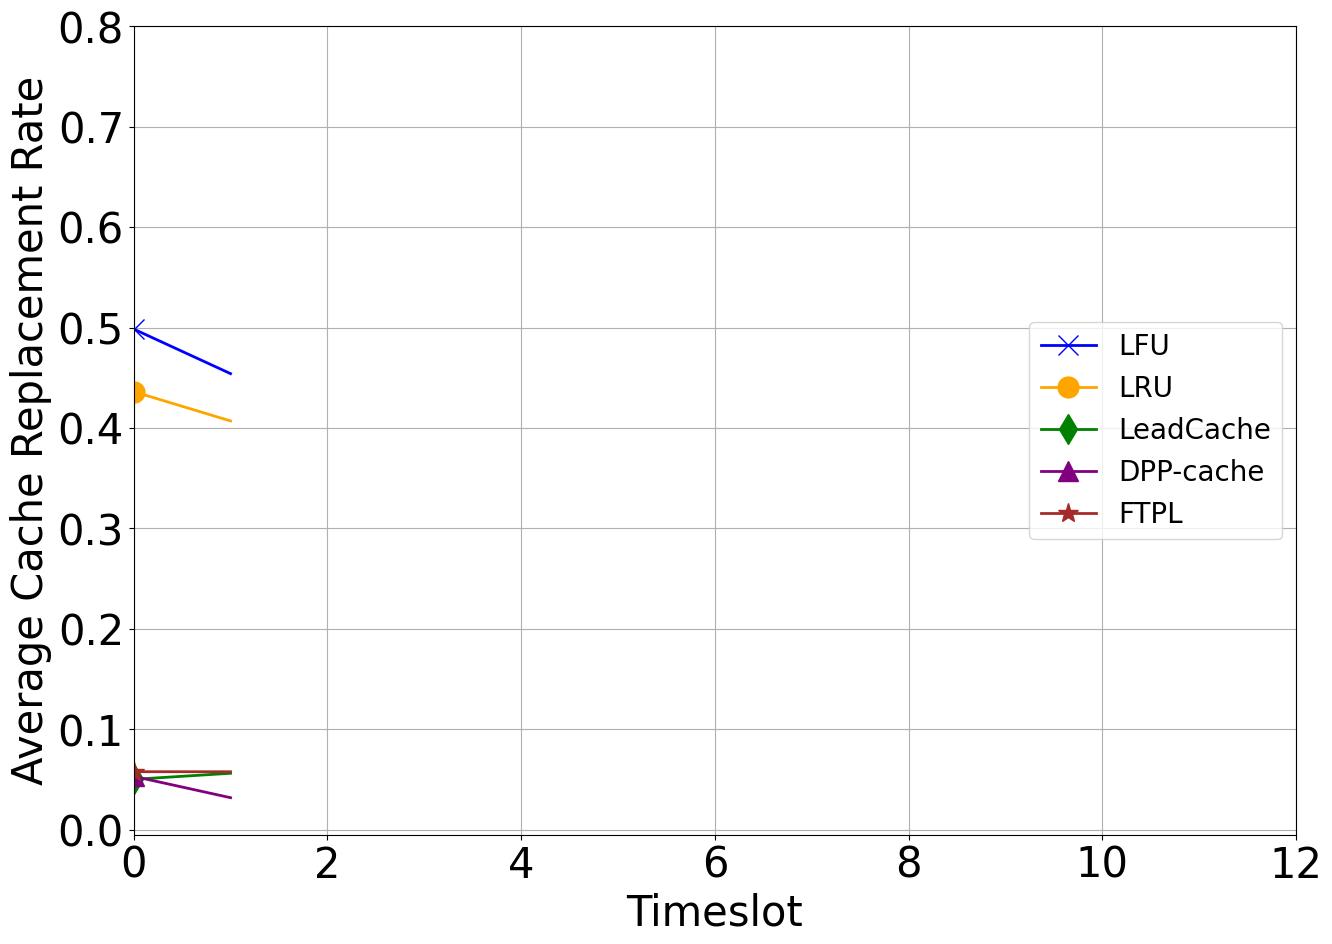 Average Cache Replacement Rate
0.8
0.7
0.6
0.5
0.4
0.3
0.2
0.1
0.0
LFU
LRU
LeadCache
DPP-cache
FTPL
0 2 4 6 8 10 12
Timeslot